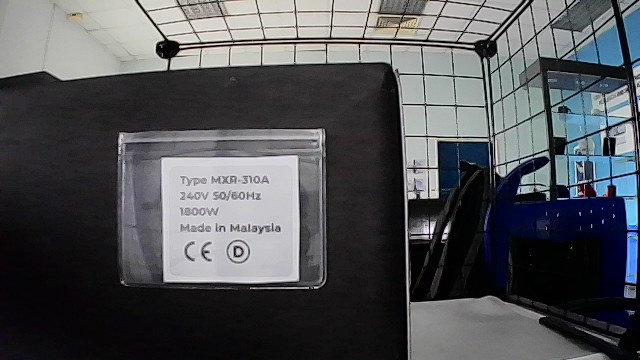 Type MXR-310A
240V 50/60Hz
1800W
Made in Malaysia
CE D